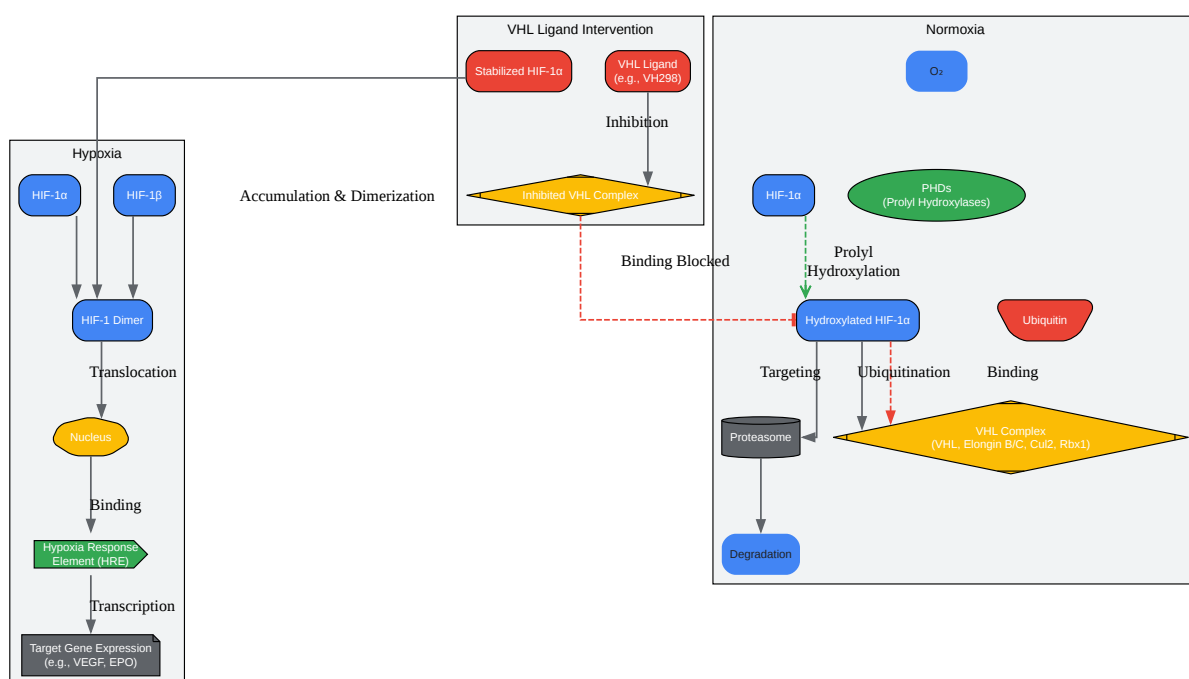 VHL Ligand Intervention
Stabilized HIF-1α
VHL Ligand
(e.g., VH298)
Inhibition
Inhibited VHL Complex
Normoxia
O₂
HIF-1α
PHDs
(Prolyl Hydroxylases)
Prolyl
Hydroxylation
Hydroxylated HIF-1α
Ubiquitin
Targeting
Ubiquitination
Binding
Proteasome
VHL Complex
(VHL, Elongin B/C, Cul2, Rbx1)
Degradation
Accumulation & Dimerization
Binding Blocked
Hypoxia
HIF-1α
HIF-1β
HIF-1 Dimer
Translocation
Nucleus
Binding
Hypoxia Response
Element (HRE)
Transcription
Target Gene Expression
(e.g., VEGF, EPO)